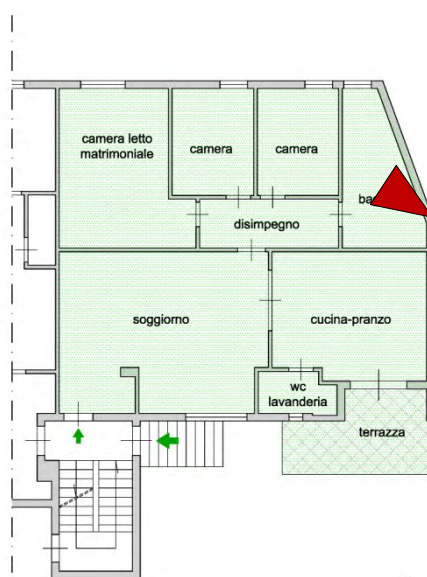 camera letto
matrimoniale
camera
camera
disimpegno
soggiorno
cucina-pranzo
wc
lavanderia
terrazza